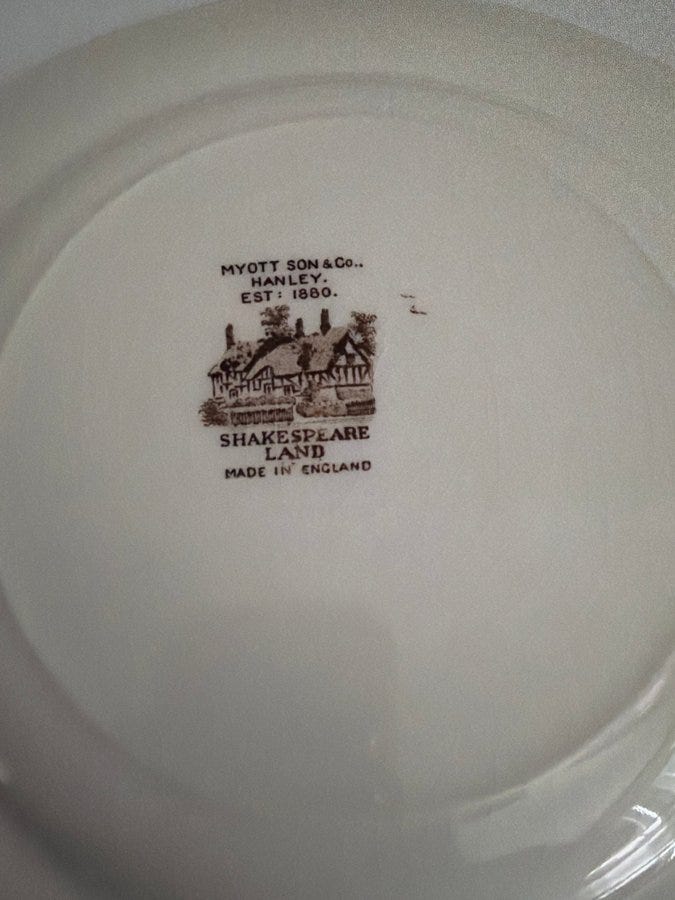 MYOTT SON & Co..
HANLEY.
EST: 1880.
SHAKESPEARE
LAND
MADE IN ENGLAND